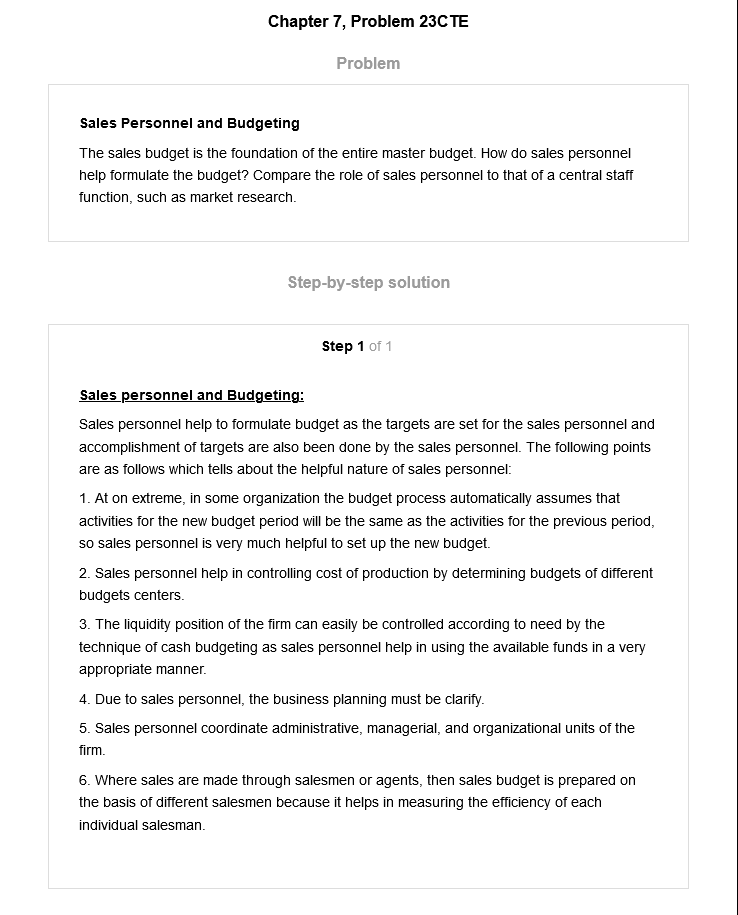 Chapter 7, Problem 23CTE
Problem
Sales Personnel and Budgeting
The sales budget is the foundation of the entire master budget. How do sales personnel
help formulate the budget? Compare the role of sales personnel to that of a central staff
function, such as market research.
Step-by-step solution
Step 1 of 1
Sales personnel and Budgeting:
Sales personnel help to formulate budget as the targets are set for the sales personnel and
accomplishment of targets are also been done by the sales personnel. The following points
are as follows which tells about the helpful nature of sales personnel:
1. At on extreme, in some organization the budget process automatically assumes that
activities for the new budget period will be the same as the activities for the previous period,
so sales personnel is very much helpful to set up the new budget.
2. Sales personnel help in controlling cost of production by determining budgets of different
budgets centers.
3. The liquidity position of the firm can easily be controlled according to need by the
technique of cash budgeting as sales personnel help in using the available funds in a very
appropriate manner.
4. Due to sales personnel, the business planning must be clarify.
5. Sales personnel coordinate administrative, managerial, and organizational units of the
firm.
6. Where sales are made through salesmen or agents, then sales budget is prepared on
the basis of different salesmen because it helps in measuring the efficiency of each
individual salesman.